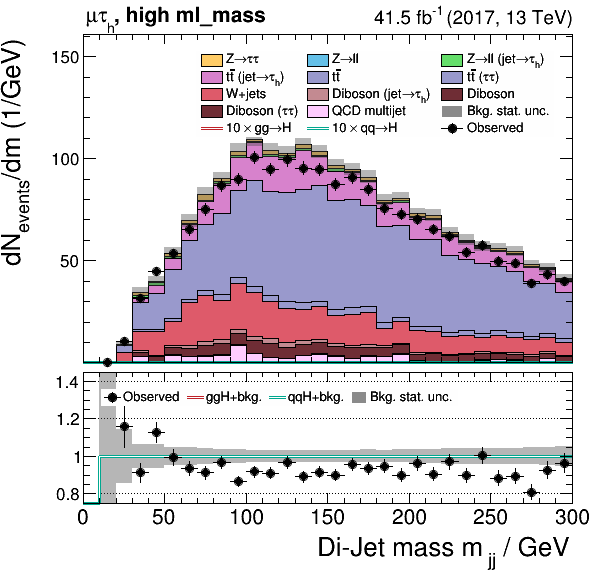 μτh, high ml_mass 41.5 fb⁻¹ (2017, 13 TeV)
dNevents/dm (1/GeV)
150
100
50
Z→ττ Z→ll Z→ll (jet→τh)
tt̄ (jet→τh) tt̄ tt̄ (ττ)
W+jets Diboson (jet→τh) Diboson
Diboson (ττ) QCD multijet Bkg. stat. unc.
10 × gg→H 10 × qq→H Observed
1.4
1.2
1
0.8
Observed ggH+bkg. qqH+bkg. Bkg. stat. unc.
0 50 100 150 200 250 300
Di-Jet mass mjj / GeV